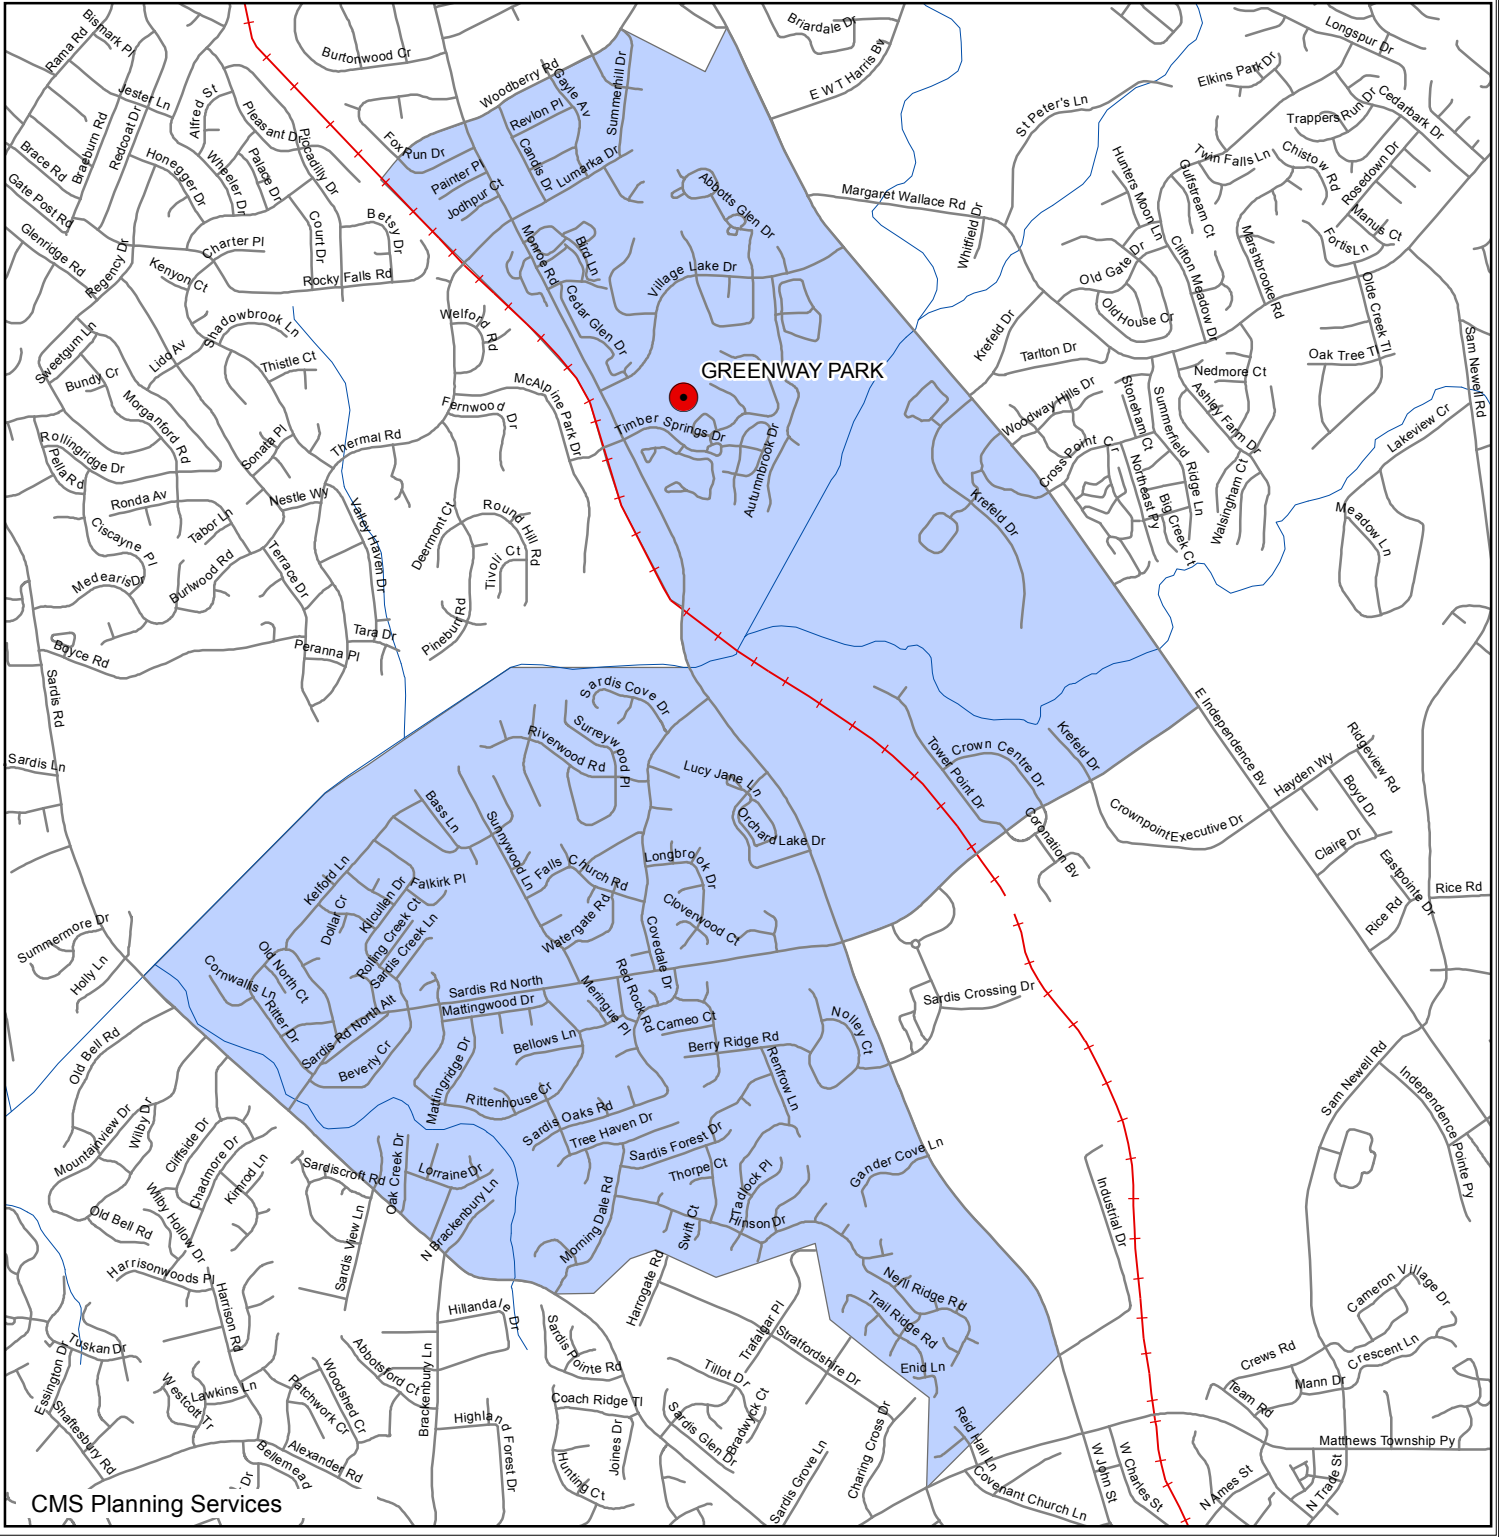 Bismark Pl
Rama Rd
Burtonwood Cr
Briardale Dr
E W T Harris Bv
Longspur Dr
Elkins Park Dr
Cedarbark Dr
Woodberry Rd
Gayle Av
Summerhill Dr
Revlon Pl
Jester Ln
Alfred St
Pleasant Dr
Piccadilly Dr
Braeburn Rd
Redcoat Dr
St Peter's Ln
Trappers Run Dr
Fox Run Dr
Candis Dr
Lumarka Dr
Painter Pl
Jodhpur Ct
Brace Rd
Honegger Dr
Wheeler Dr
Palace Dr
Twin Falls Ln
Chistow Rd
Rosedown Dr
Hunters Moon Ln
Gulfstream Ct
Gate Post Rd
Abbotts Glen Dr
Margaret Wallace Rd
Whitfield Dr
Manus Ct
Fortis Ln
Glenridge Rd
Regency Dr
Charter Pl
Court Dr
Betsy Dr
Monroe Rd
Bird Ln
Kenyon Ct
Rocky Falls Rd
Village Lake Dr
Old Gate Dr
Clifton Meadow Dr
Marshbrooke Rd
Old House Cr
Olde Creek Tl
Cedar Glen Dr
Welford Rd
Shadowbrook Ln
Sweetgum Ln
Lido Av
Thistle Ct
Bundy Cr
Krefeld Dr
Tarlton Dr
Oak Tree Tl
Sam Newell Rd
GREENWAY PARK
Nedmore Ct
McAlpine Park Dr
Fernwood Dr
Morganford Rd
Timber Springs Dr
Woodway Hills Dr
Stoneham Ct
Summerfield Ridge Ln
Ashley Farm Dr
Lakeview Cr
Rollingridge Dr
Pella Rd
Sonata Pl
Thermal Rd
Autumnbrook Dr
Cross Point Cr
Northeast Py
Big Creek Ct
Walsingham Ct
Krefeld Dr
Ronda Av
Nestle Wy
Tabor Ln
Ciscayne Pl
Valley Haven Dr
Deermont Ct
Round Hill Rd
Tivoli Ct
Meadow Ln
Medearis Dr
Burlwood Rd
Terrace Dr
Pineburr Rd
Tara Dr
Peranna Pl
Boyce Rd
Sardis Rd
Sardis Cove Dr
Surreywood Pl
Riverwood Rd
E Independence Bv
Sardis Ln
Lucy Jane Ln
Tower Point Dr
Crown Centre Dr
Krefeld Dr
Ridgeview Rd
Hayden Wy
Boyd Dr
Bass Ln
Sunnywood Ln
Orchard Lake Dr
Coronation Bv
Crownpoint Executive Dr
Claire Dr
Eastpointe Dr
Rice Rd
Rice Rd
Kelford Ln
Falls Church Rd
Longbrook Dr
Falkirk Pl
Kilcullen Dr
Dollar Cr
Rolling Creek Ct
Sardis Creek Ln
Watergate Rd
Cloverwood Ct
Covedale Dr
Summermore Dr
Holly Ln
Old North Ct
Cornwallis Ln
Ritter Dr
Sardis Rd North Alt
Sardis Rd North
Mattingwood Dr
Meringue Pl
Red Rock Rd
Cameo Ct
Sardis Crossing Dr
Nolley Ct
Bellows Ln
Berry Ridge Rd
Renfrow Ln
Old Bell Rd
Beverly Cr
Mattingridge Dr
Rittenhouse Cr
Sam Newell Rd
Independence Pointe Py
Sardis Oaks Rd
Tree Haven Dr
Sardis Forest Dr
Mountainview Dr
Wilby Dr
Cliffside Dr
Chadmore Dr
Kimrod Ln
Sardiscroft Rd
Oak Creek Dr
Lorraine Dr
N Brackenbury Ln
Thorpe Ct
Tadlock Pl
Gander Cove Ln
Industrial Dr
Wilby Hollow Dr
Old Bell Rd
Sardis View Ln
Morning Dale Rd
Swift Ct
Hinson Dr
Harrisonwoods Pl
Harrison Rd
Harrogate Rd
Neill Ridge Rd
Trail Ridge Rd
Enid Ln
Cameron Village Dr
Hillandale Dr
Tuskan Dr
Essington Dr
Abbotsford Ct
Brackenbury Ln
Sardis Pointe Rd
Trafalgar Pl
Stratfordshire Dr
Tillot Dr
Crews Rd
Crescent Ln
Mann Dr
Team Rd
Westcott Tr
Lawkins Ln
Patchwork Cr
Woodshed Cr
Coach Ridge Tl
Highland Forest Dr
Shaftesbury Rd
Bellemead
Dr
Alexander Rd
Hunting Ct
Joines Dr
Sardis Glen Dr
Bradwyck Ct
Sardis Grove Ln
Charing Cross Dr
Reid Hall Ln
Covenant Church Ln
W John St
W Charles St
N Ames St
N Trade St
Matthews Township Py
CMS Planning Services